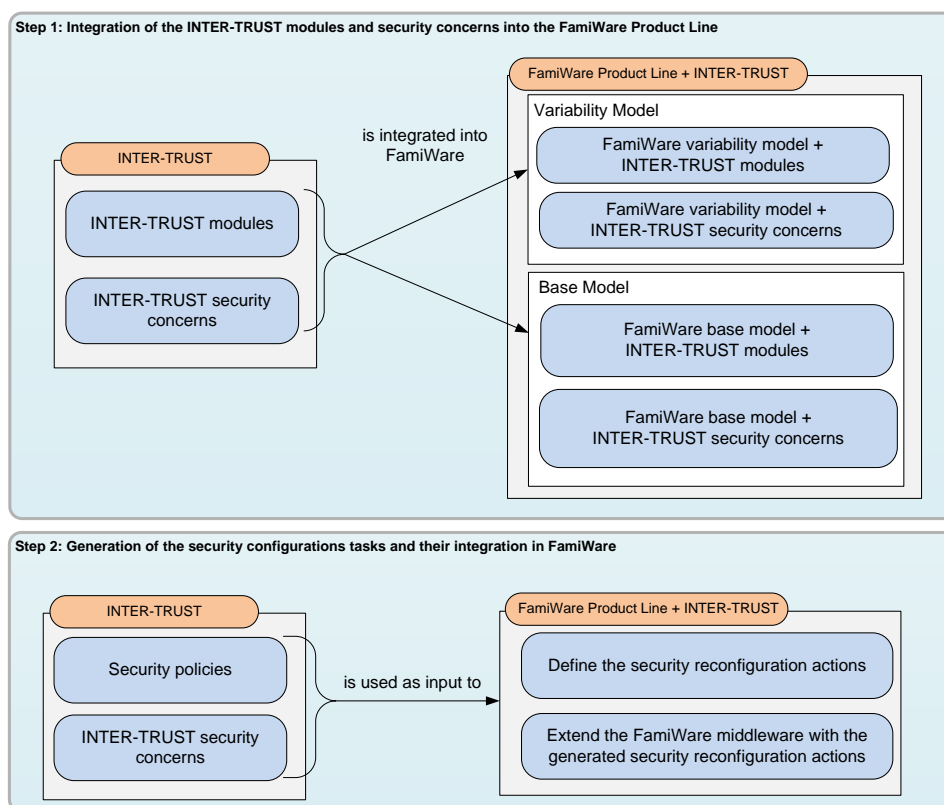 Step 1: Integration of the INTER-TRUST modules and security concerns into the FamiWare Product Line
INTER-TRUST
INTER-TRUST modules
INTER-TRUST security
concerns
is integrated into
FamiWare
FamiWare Product Line + INTER-TRUST
Variability Model
FamiWare variability model +
INTER-TRUST modules
FamiWare variability model +
INTER-TRUST security concerns
Base Model
FamiWare base model +
INTER-TRUST modules
FamiWare base model +
INTER-TRUST security concerns
Step 2: Generation of the security configurations tasks and their integration in FamiWare
INTER-TRUST
Security policies
INTER-TRUST security
concerns
is used as input to
FamiWare Product Line + INTER-TRUST
Define the security reconfiguration actions
Extend the FamiWare middleware with the
generated security reconfiguration actions